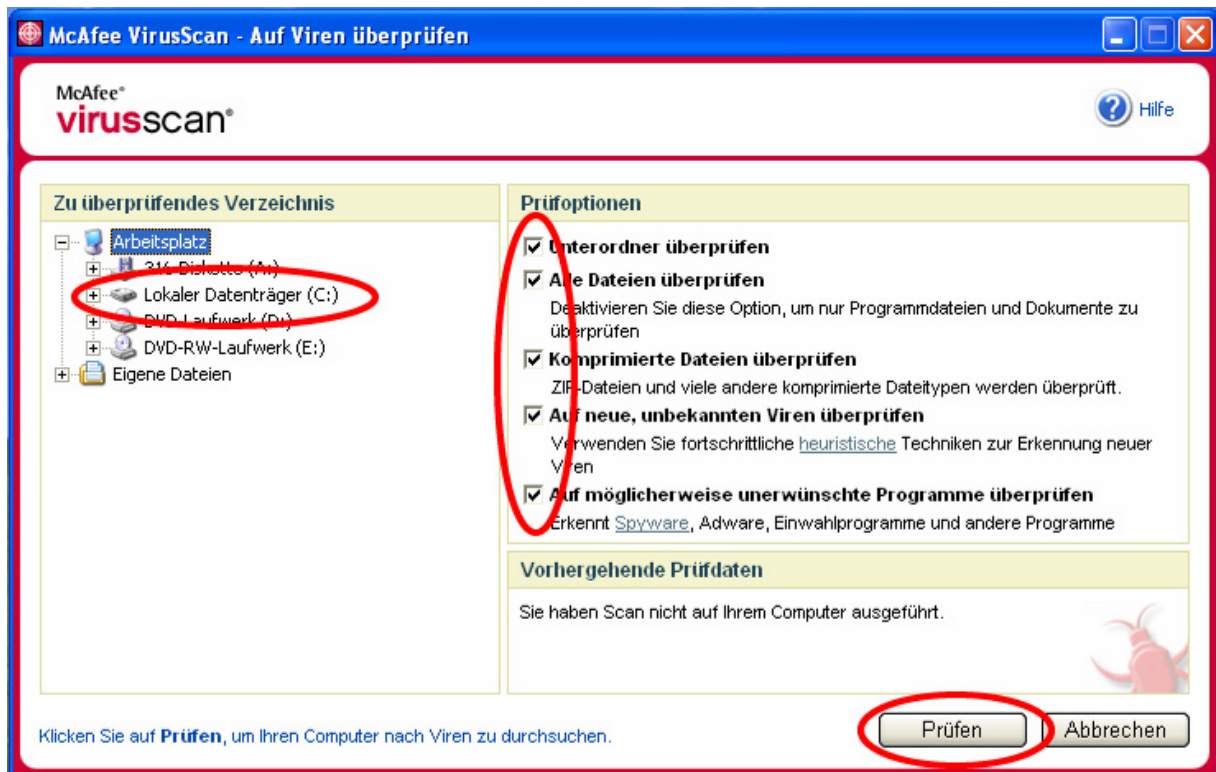 McAfee VirusScan - Auf Viren überprüfen
McAfee®
virusscan®
Hilfe
Zu überprüfendes Verzeichnis
Arbeitsplatz
3½-Diskette (A:)
Lokaler Datenträger (C:)
DVD-Laufwerk (D:)
DVD-RW-Laufwerk (E:)
Eigene Dateien
Prüfoptionen
Unterordner überprüfen
Alle Dateien überprüfen
Deaktivieren Sie diese Option, um nur Programmdateien und Dokumente zu
überprüfen
Komprimierte Dateien überprüfen
ZIP-Dateien und viele andere komprimierte Dateitypen werden überprüft.
Auf neue, unbekannten Viren überprüfen
Verwenden Sie fortschrittliche heuristische Techniken zur Erkennung neuer
Viren
Auf möglicherweise unerwünschte Programme überprüfen
Erkennt Spyware, Adware, Einwahlprogramme und andere Programme
Vorhergehende Prüfdaten
Sie haben Scan nicht auf Ihrem Computer ausgeführt.
Klicken Sie auf Prüfen, um Ihren Computer nach Viren zu durchsuchen.
Prüfen
Abbrechen